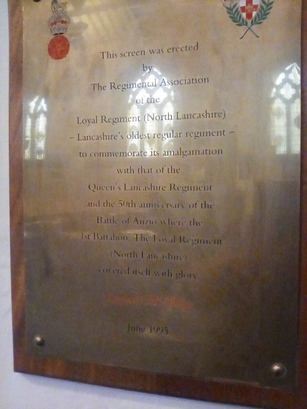 This screen was erected
by
The Regimental Association
of the
Loyal Regiment (North Lancashire)
- Lancashire's oldest regular regiment -
to commemorate its amalgamation
with that of the
Queen's Lancashire Regiment
and the 50th anniversary of the
Battle of Anzio where the
1st Battalion, The Loyal Regiment
(North Lancashire)
covered itself with glory
June 1995